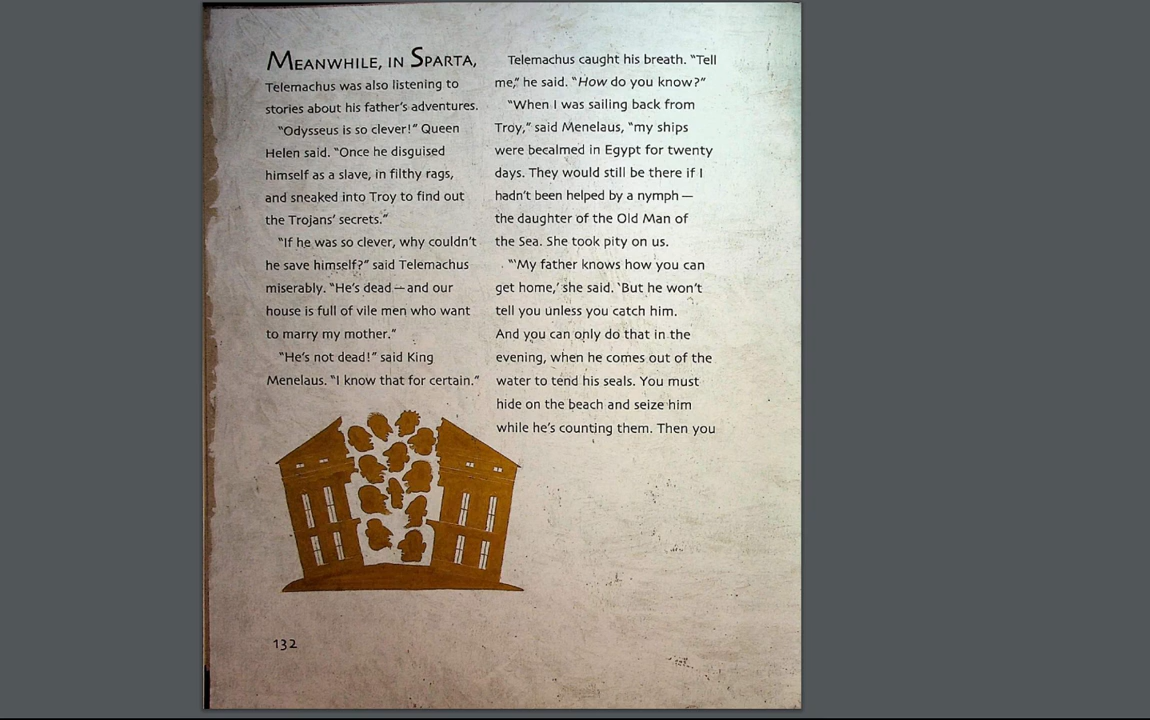 MEANWHILE, IN SPARTA,
Telemachus was also listening to
stories about his father's adventures.
"Odysseus is so clever!" Queen
Helen said. "Once he disguised
himself as a slave, in filthy rags,
and sneaked into Troy to find out
the Trojans' secrets."
"If he was so clever, why couldn't
he save himself?" said Telemachus
miserably. "He's dead—and our
house is full of vile men who want
to marry my mother."
"He's not dead!" said King
Menelaus. "I know that for certain."
Telemachus caught his breath. "Tell
me," he said. "How do you know?"
"When I was sailing back from
Troy," said Menelaus, "my ships
were becalmed in Egypt for twenty
days. They would still be there if I
hadn't been helped by a nymph —
the daughter of the Old Man of
the Sea. She took pity on us.
"'My father knows how you can
get home,' she said. 'But he won't
tell you unless you catch him.
And you can only do that in the
evening, when he comes out of the
water to tend his seals. You must
hide on the beach and seize him
while he's counting them. Then you
132